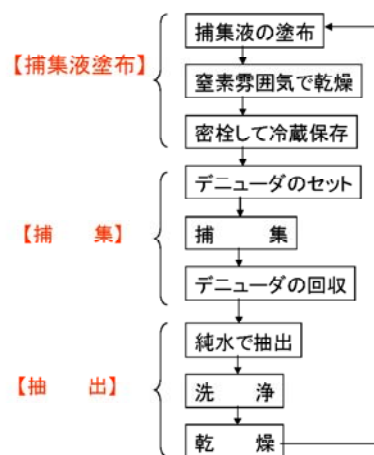 捕集液の塗布
【捕集液塗布】
窒素雰囲気で乾燥
密栓して冷蔵保存
デニューダのセット
【捕　集】
捕　集
デニューダの回収
純水で抽出
【抽　出】
洗　浄
乾　燥